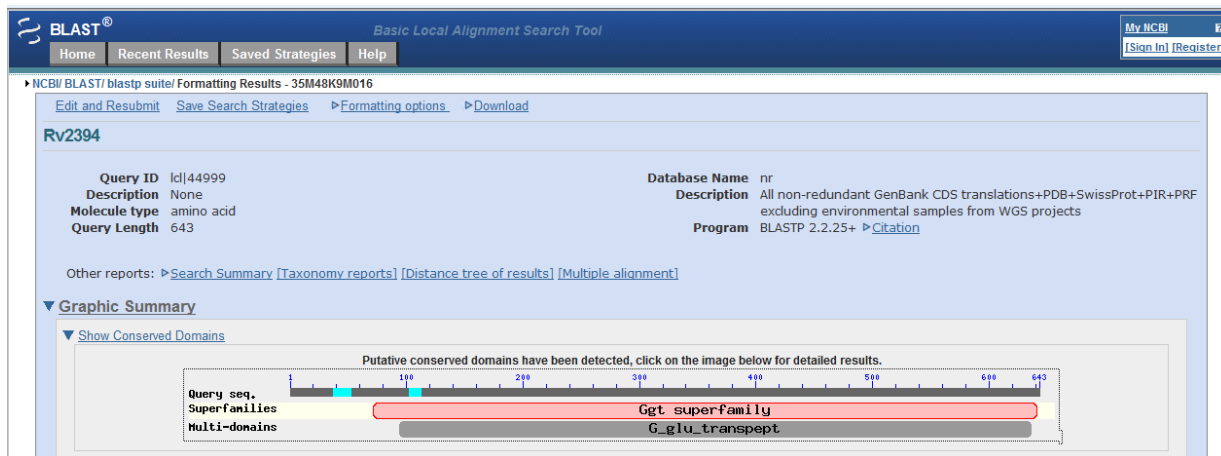 BLAST® Basic Local Alignment Search Tool My NCBI
Home Recent Results Saved Strategies Help [Sign In] [Register
NCBI/ BLAST/ blastp suite/ Formatting Results - 35M48K9M016
Edit and Resubmit Save Search Strategies Formatting options Download
Rv2394
Query ID lcl|44999
Description None
Molecule type amino acid
Query Length 643
Database Name nr
Description All non-redundant GenBank CDS translations+PDB+SwissProt+PIR+PRF
excluding environmental samples from WGS projects
Program BLASTP 2.2.25+ Citation
Other reports: Search Summary [Taxonomy reports] [Distance tree of results] [Multiple alignment]
Graphic Summary
Show Conserved Domains
Putative conserved domains have been detected, click on the image below for detailed results.
1 100 200 300 400 500 600 643
Query seq.
Superfamilies Ggt superfamily
Multi-domains G_glu_transpept